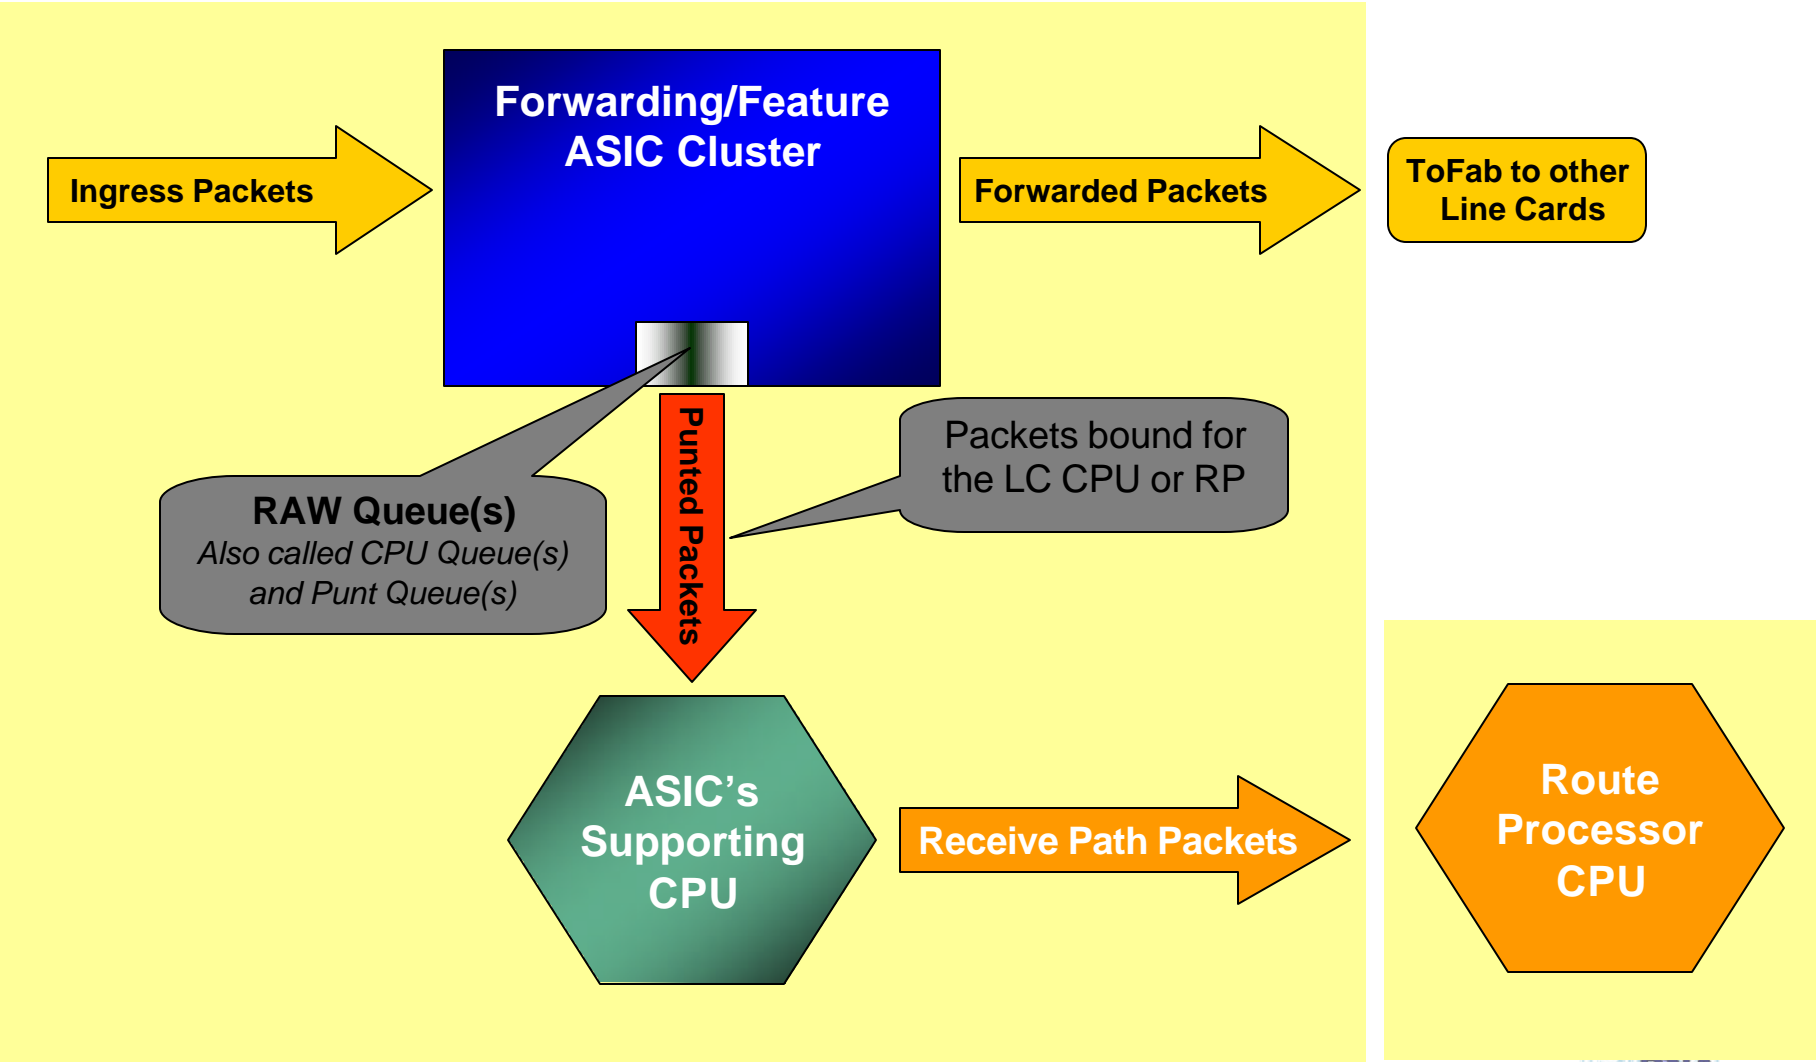 Forwarding/Feature
ASIC Cluster
Ingress Packets
Forwarded Packets
ToFab to other
Line Cards
Punted Packets
Packets bound for
the LC CPU or RP
RAW Queue(s)
Also called CPU Queue(s)
and Punt Queue(s)
ASIC’s
Supporting
CPU
Receive Path Packets
Route
Processor
CPU